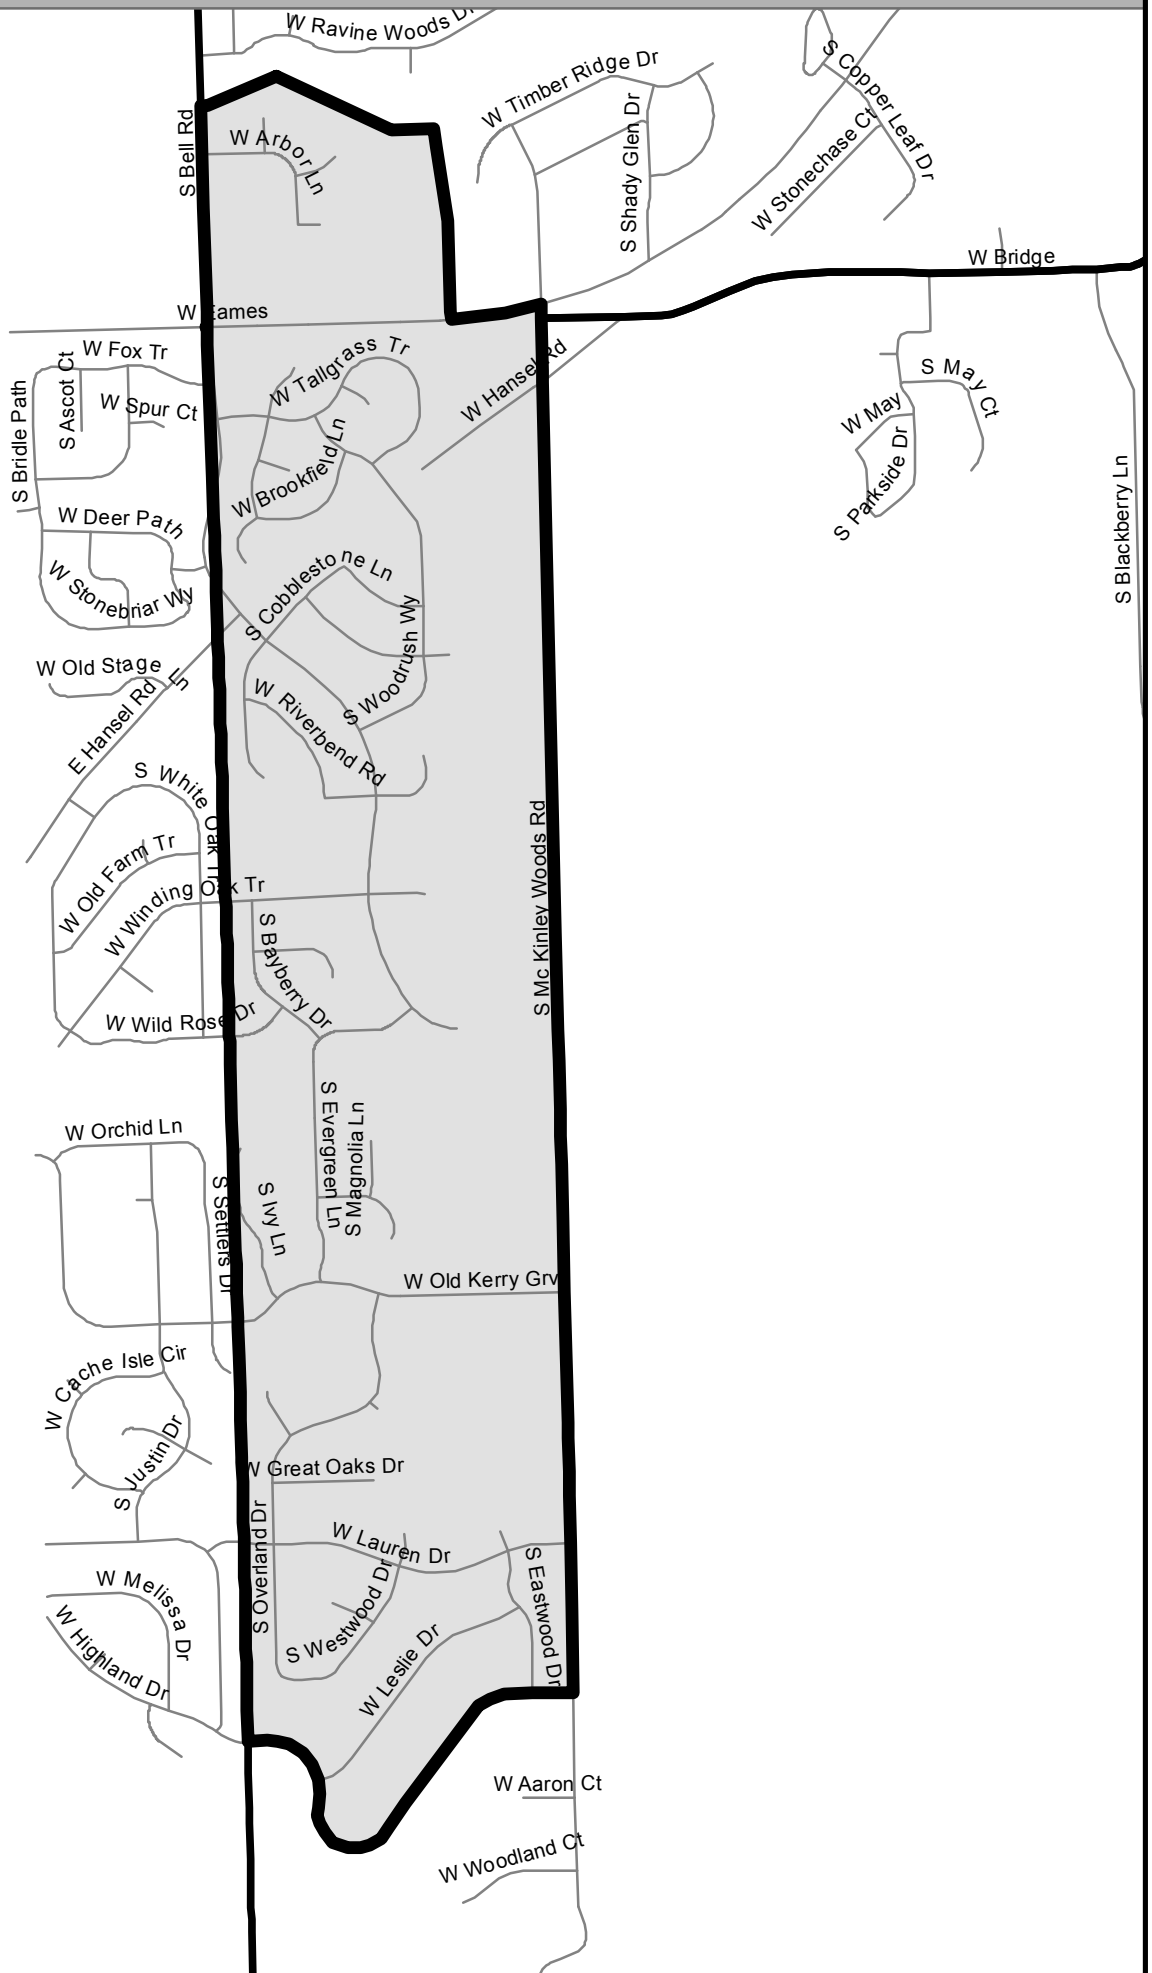 W Ravine Woods Dr
W Timber Ridge Dr
S Copper Leaf Dr
S Bell Rd
W Arbor Ln
S Shady Glen Dr
W Stonechase Ct
W Bridge
W Eames
W Fox Tr
W Tallgrass Tr
W Hansel Rd
S May Ct
S Ascot Ct
W Spur Ct
W May
S Bridle Path
W Brookfield Ln
S Parkside Dr
S Blackberry Ln
W Deer Path
W Stonebriar Wy
S Cobblestone Ln
S Woodrush Wy
W Old Stage Ln
E Hansel Rd
W Riverbend Rd
S White Oak Tr
W Old Farm Tr
W Winding Oak Tr
S Mc Kinley Woods Rd
S Bayberry Dr
W Wild Rose Dr
S Evergreen Ln
S Magnolia Ln
W Orchid Ln
S Settlers Dr
S Ivy Ln
W Old Kerry Grv
W Cache Isle Cir
S Justin Dr
W Great Oaks Dr
S Overland Dr
W Lauren Dr
S Eastwood Dr
W Melissa Dr
S Westwood Dr
W Highland Dr
W Leslie Dr
W Aaron Ct
W Woodland Ct